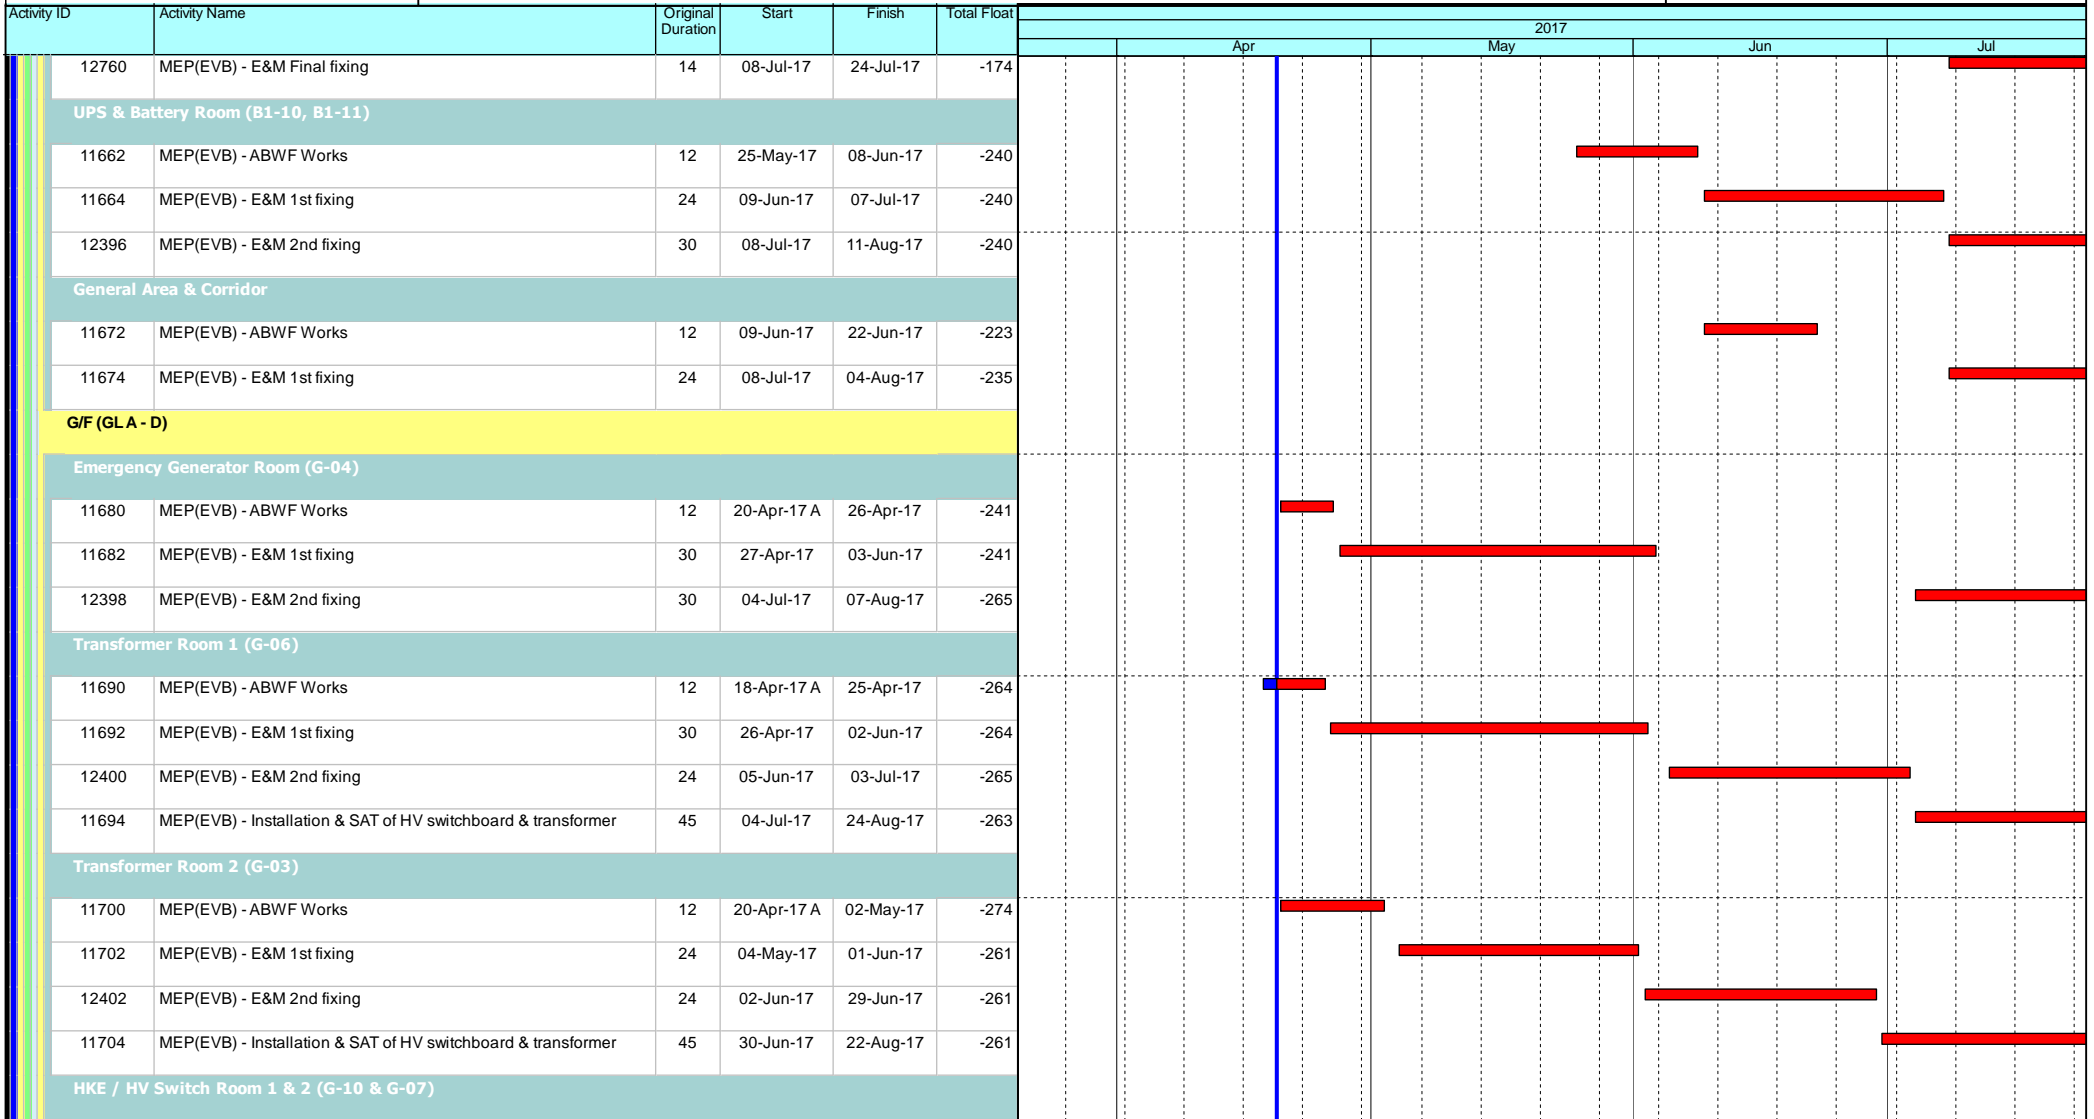 Activity ID Activity Name Original Duration Start Finish Total Float
2017
Apr May Jun Jul
12760 MEP(EVB) - E&M Final fixing 14 08-Jul-17 24-Jul-17 -174
UPS & Battery Room (B1-10, B1-11)
11662 MEP(EVB) - ABWF Works 12 25-May-17 08-Jun-17 -240
11664 MEP(EVB) - E&M 1st fixing 24 09-Jun-17 07-Jul-17 -240
12396 MEP(EVB) - E&M 2nd fixing 30 08-Jul-17 11-Aug-17 -240
General Area & Corridor
11672 MEP(EVB) - ABWF Works 12 09-Jun-17 22-Jun-17 -223
11674 MEP(EVB) - E&M 1st fixing 24 08-Jul-17 04-Aug-17 -235
G/F (GL A - D)
Emergency Generator Room (G-04)
11680 MEP(EVB) - ABWF Works 12 20-Apr-17 A 26-Apr-17 -241
11682 MEP(EVB) - E&M 1st fixing 30 27-Apr-17 03-Jun-17 -241
12398 MEP(EVB) - E&M 2nd fixing 30 04-Jul-17 07-Aug-17 -265
Transformer Room 1 (G-06)
11690 MEP(EVB) - ABWF Works 12 18-Apr-17 A 25-Apr-17 -264
11692 MEP(EVB) - E&M 1st fixing 30 26-Apr-17 02-Jun-17 -264
12400 MEP(EVB) - E&M 2nd fixing 24 05-Jun-17 03-Jul-17 -265
11694 MEP(EVB) - Installation & SAT of HV switchboard & transformer 45 04-Jul-17 24-Aug-17 -263
Transformer Room 2 (G-03)
11700 MEP(EVB) - ABWF Works 12 20-Apr-17 A 02-May-17 -274
11702 MEP(EVB) - E&M 1st fixing 24 04-May-17 01-Jun-17 -261
12402 MEP(EVB) - E&M 2nd fixing 24 02-Jun-17 29-Jun-17 -261
11704 MEP(EVB) - Installation & SAT of HV switchboard & transformer 45 30-Jun-17 22-Aug-17 -261
HKE / HV Switch Room 1 & 2 (G-10 & G-07)